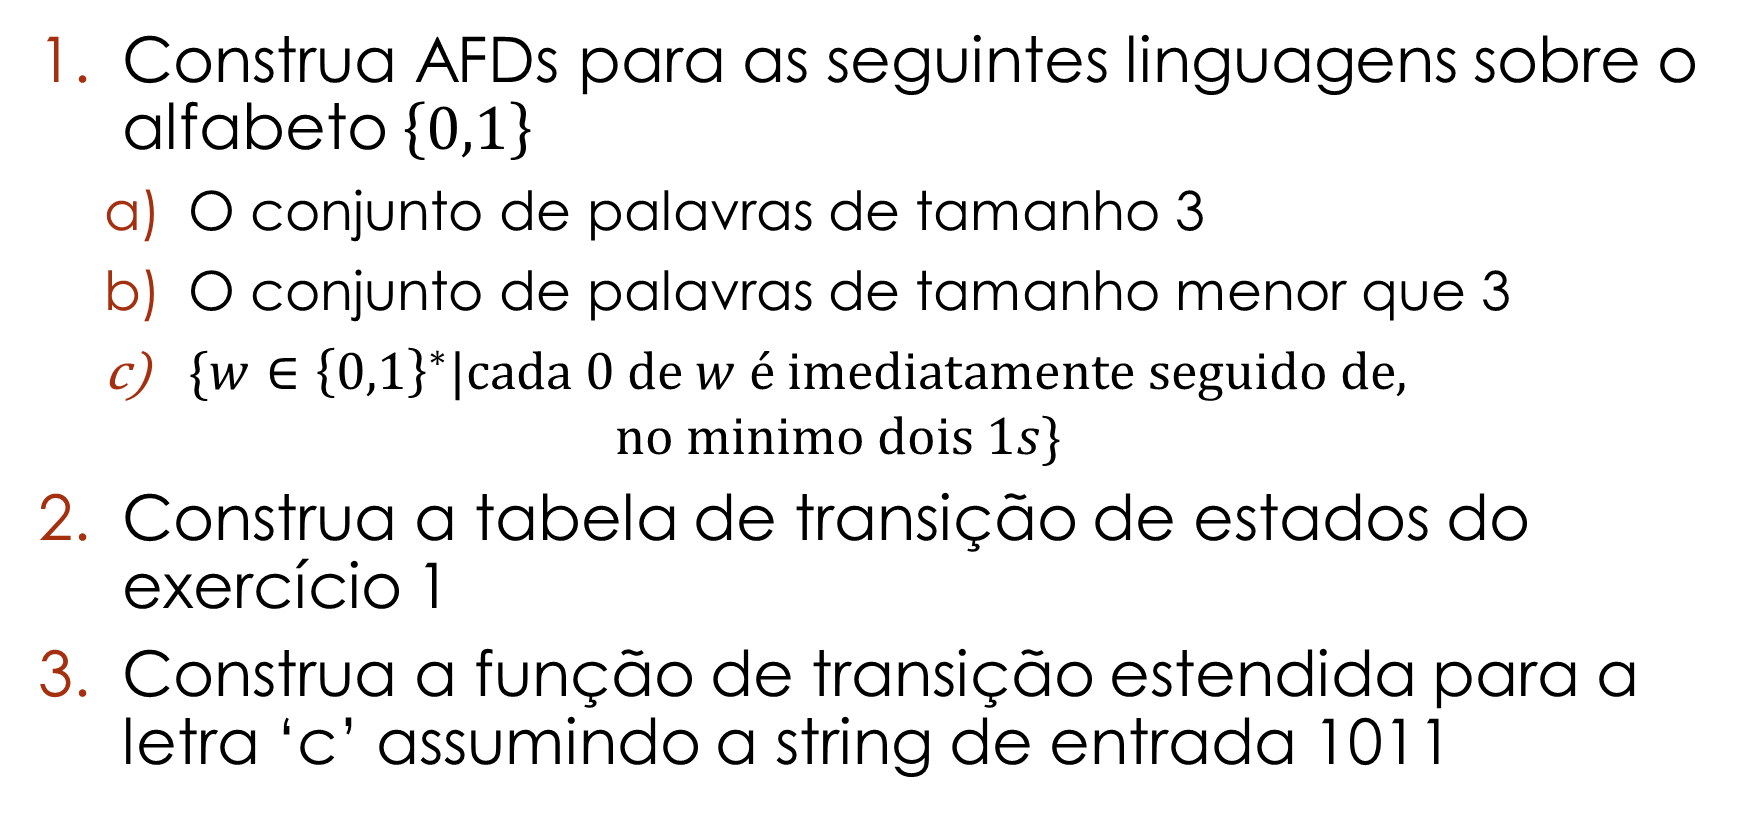 1. Construa AFDs para as seguintes linguagens sobre o
alfabeto {0,1}
a) O conjunto de palavras de tamanho 3
b) O conjunto de palavras de tamanho menor que 3
c) {w ∈ {0,1}*|cada 0 de w é imediatamente seguido de,
no minimo dois 1s}
2. Construa a tabela de transição de estados do
exercício 1
3. Construa a função de transição estendida para a
letra ‘c’ assumindo a string de entrada 1011